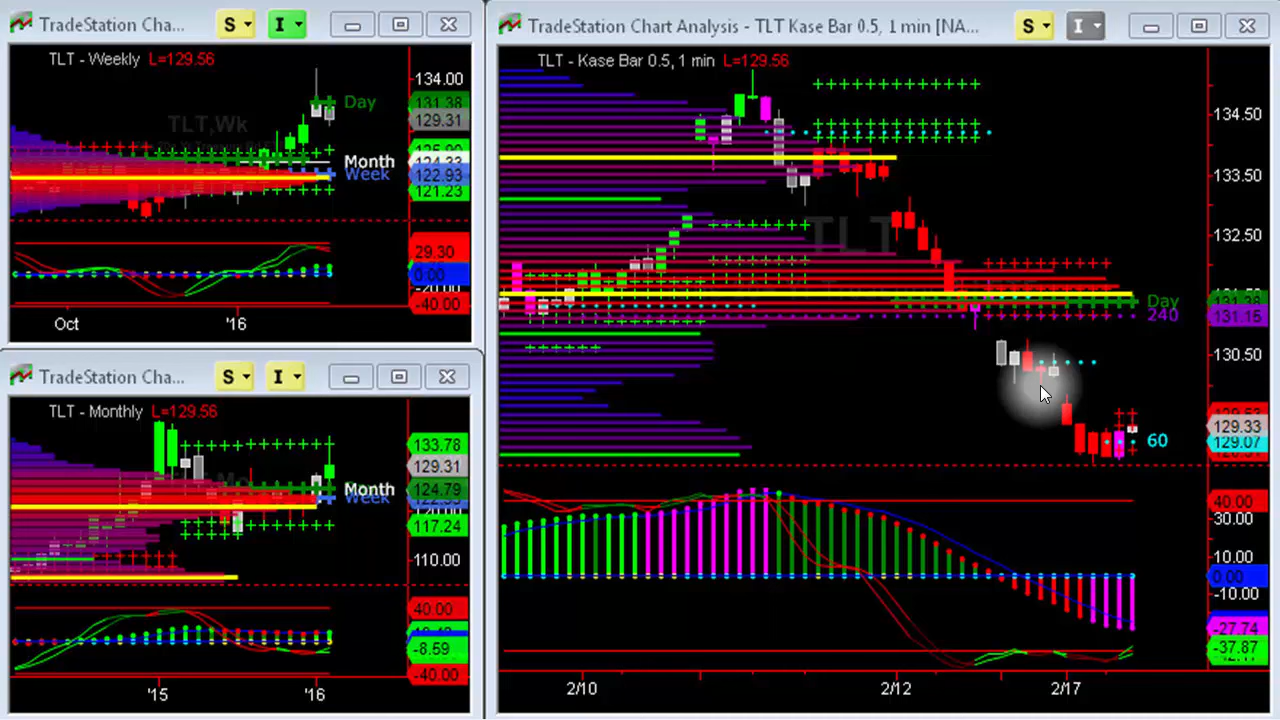 TradeStation Cha...
S
I
TLT - Weekly L=129.56
TLT,Wk
134.00
Day
131.38
129.31
Month
Week
122.93
121.23
29.30
0.00
-20.00
-40.00
Oct
'16
TradeStation Cha...
S
I
TLT - Monthly L=129.56
133.78
129.31
Month
124.79
Week
117.24
110.00
40.00
-8.59
-40.00
'15
'16
TradeStation Chart Analysis - TLT Kase Bar 0.5, 1 min [NA...
S
I
TLT - Kase Bar 0.5, 1 min L=129.56
TLT
134.50
133.50
132.50
Day
131.38
240
131.15
130.50
129.33
60
129.07
40.00
30.00
10.00
0.00
-10.00
-27.74
-37.87
2/10
2/12
2/17